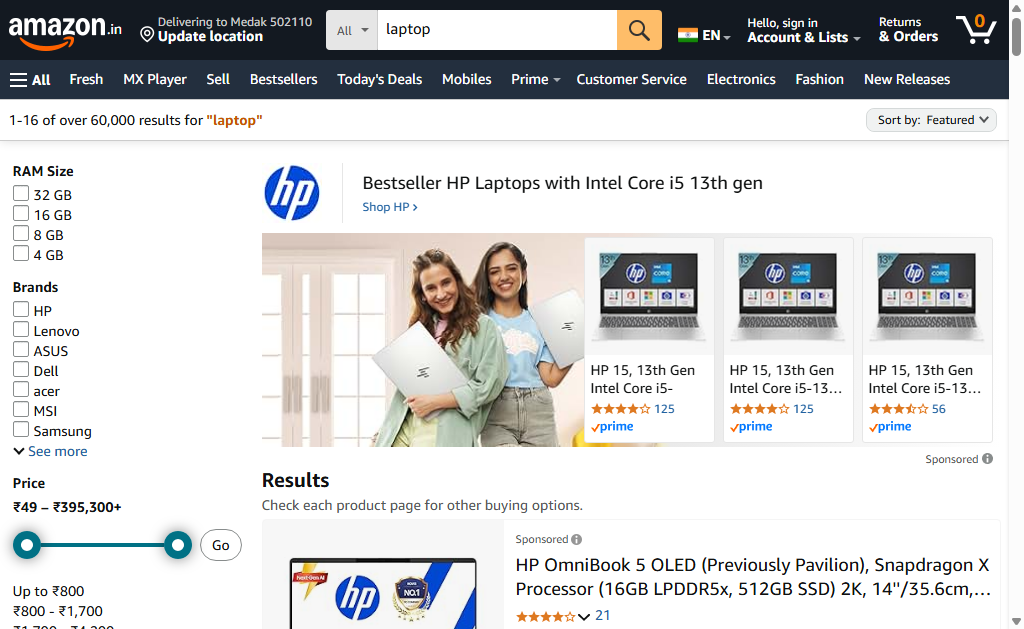 amazon.in
Delivering to Medak 502110
Update location
All
laptop
EN
Hello, sign in
Account & Lists
Returns
& Orders
0
All
Fresh
MX Player
Sell
Bestsellers
Today's Deals
Mobiles
Prime
Customer Service
Electronics
Fashion
New Releases
1-16 of over 60,000 results for "laptop"
Sort by: Featured
RAM Size
32 GB
16 GB
8 GB
4 GB
Brands
HP
Lenovo
ASUS
Dell
acer
MSI
Samsung
See more
Price
₹49 – ₹395,300+
Go
Up to ₹800
₹800 - ₹1,700
hp
Bestseller HP Laptops with Intel Core i5 13th gen
Shop HP ›
HP 15, 13th Gen
Intel Core i5-
125
prime
HP 15, 13th Gen
Intel Core i5-13...
125
prime
HP 15, 13th Gen
Intel Core i5-13...
56
prime
Sponsored
Results
Check each product page for other buying options.
Next-Gen AI
hp
NO.1
Sponsored
HP OmniBook 5 OLED (Previously Pavilion), Snapdragon X
Processor (16GB LPDDR5x, 512GB SSD) 2K, 14''/35.6cm,...
21